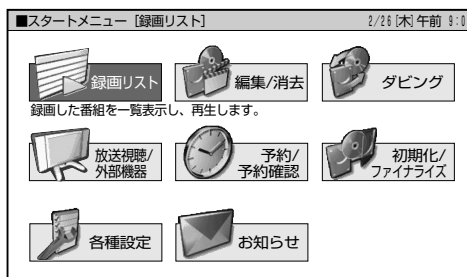 ■スタートメニュー [録画リスト] 2/26[木]午前 9:0
録画リスト 編集/消去 ダビング
録画した番組を一覧表示し、再生します。
放送視聴/ 予約/ 初期化/
外部機器 予約確認 ファイナライズ
各種設定 お知らせ